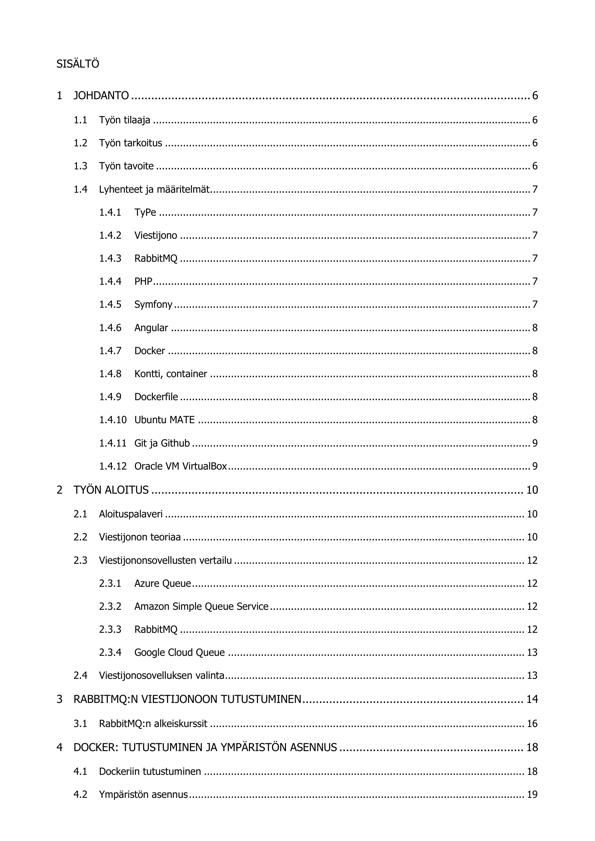 SISÄLTÖ
1 JOHDANTO ........................................................................................................................ 6
1.1 Työn tilaaja ................................................................................................................ 6
1.2 Työn tarkoitus ............................................................................................................ 6
1.3 Työn tavoite ............................................................................................................... 6
1.4 Lyhenteet ja määritelmät............................................................................................. 7
1.4.1 TyPe ................................................................................................................ 7
1.4.2 Viestijono ......................................................................................................... 7
1.4.3 RabbitMQ ......................................................................................................... 7
1.4.4 PHP.................................................................................................................. 7
1.4.5 Symfony ........................................................................................................... 7
1.4.6 Angular ............................................................................................................ 8
1.4.7 Docker ............................................................................................................. 8
1.4.8 Kontti, container ............................................................................................... 8
1.4.9 Dockerfile ......................................................................................................... 8
1.4.10 Ubuntu MATE ................................................................................................... 8
1.4.11 Git ja Github ..................................................................................................... 9
1.4.12 Oracle VM VirtualBox......................................................................................... 9
2 TYÖN ALOITUS ................................................................................................................ 10
2.1 Aloituspalaveri .......................................................................................................... 10
2.2 Viestijonon teoriaa .................................................................................................... 10
2.3 Viestijononsovellusten vertailu ................................................................................... 12
2.3.1 Azure Queue................................................................................................... 12
2.3.2 Amazon Simple Queue Service ......................................................................... 12
2.3.3 RabbitMQ ....................................................................................................... 12
2.3.4 Google Cloud Queue ....................................................................................... 13
2.4 Viestijonosovelluksen valinta...................................................................................... 13
3 RABBITMQ:N VIESTIJONOON TUTUSTUMINEN.................................................................. 14
3.1 RabbitMQ:n alkeiskurssit ........................................................................................... 16
4 DOCKER: TUTUSTUMINEN JA YMPÄRISTÖN ASENNUS ....................................................... 18
4.1 Dockeriin tutustuminen ............................................................................................. 18
4.2 Ympäristön asennus.................................................................................................. 19